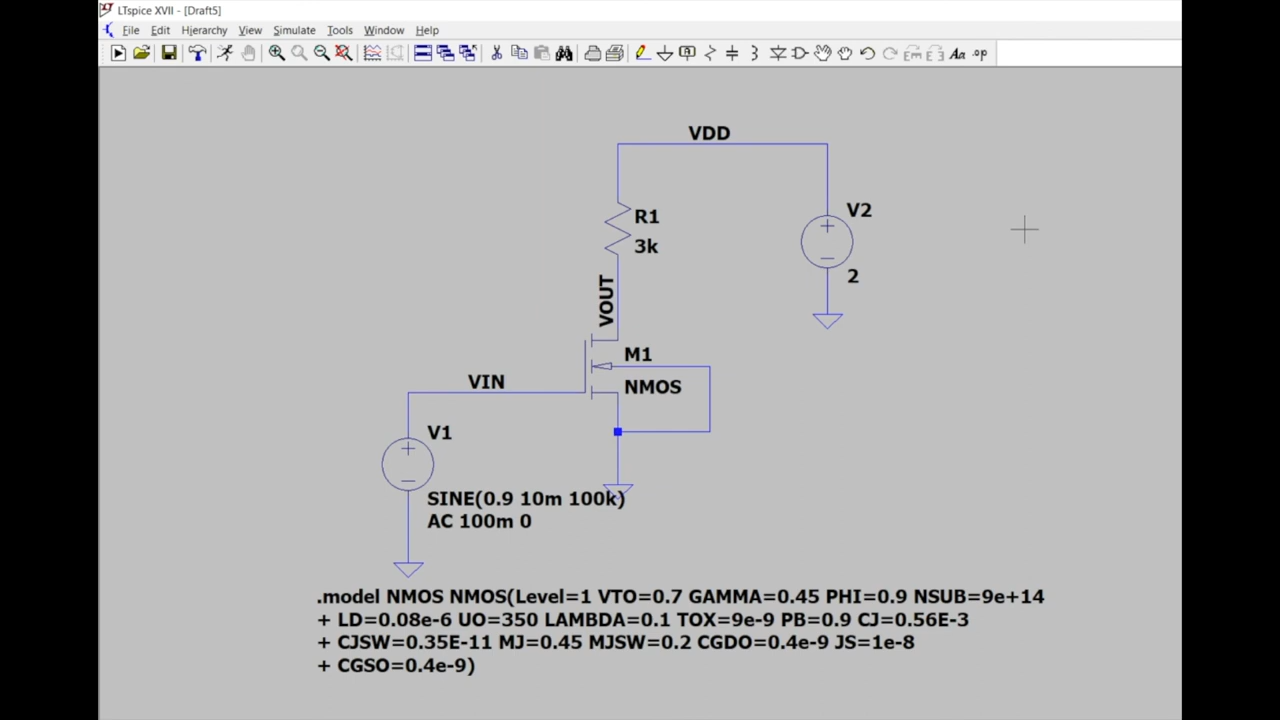 LTspice XVII - [Draft5]
File Edit Hierarchy View Simulate Tools Window Help
Aa .op
VDD
R1
3k
V2
2
VOUT
M1
NMOS
VIN
V1
SINE(0.9 10m 100k)
AC 100m 0
.model NMOS NMOS(Level=1 VTO=0.7 GAMMA=0.45 PHI=0.9 NSUB=9e+14
+ LD=0.08e-6 UO=350 LAMBDA=0.1 TOX=9e-9 PB=0.9 CJ=0.56E-3
+ CJSW=0.35E-11 MJ=0.45 MJSW=0.2 CGDO=0.4e-9 JS=1e-8
+ CGSO=0.4e-9)